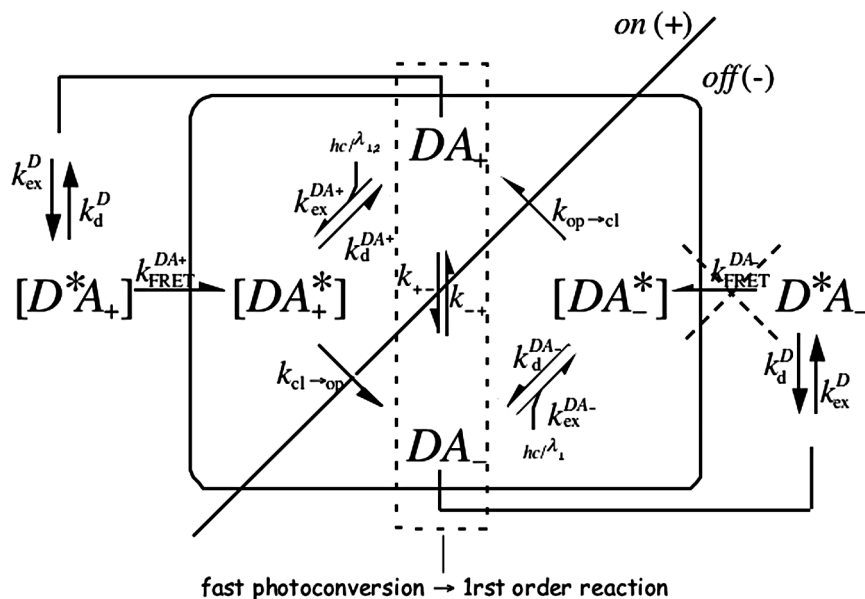 on (+)
off (-)
hc/λ₁,₂
DA₊
k_ex^D
k_d^D
k_ex^DA+
k_d^DA+
k_op→cl
[D*A₊]
k_FRET^DA+
[DA₊*]
k₊₋
k₋₊
[DA₋*]
k_FRET^DA-
D*A₋
k_cl→op
k_d^DA-
k_ex^DA-
k_d^D
k_ex^D
DA₋
hc/λ₁
fast photoconversion → 1rst order reaction